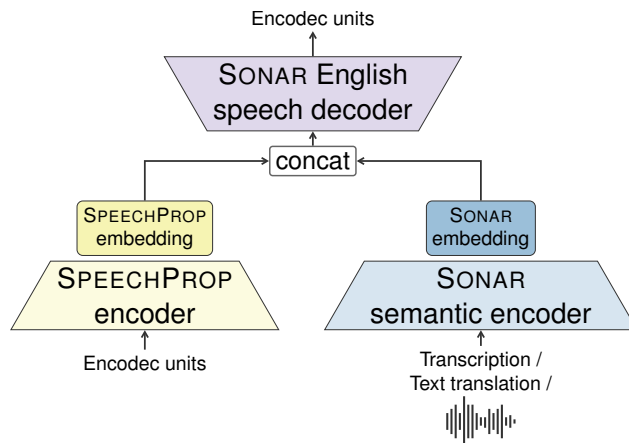 Encodec units
SONAR English
speech decoder
concat
SPEECHPROP
embedding
SONAR
embedding
SPEECHPROP
encoder
SONAR
semantic encoder
Encodec units
Transcription /
Text translation /